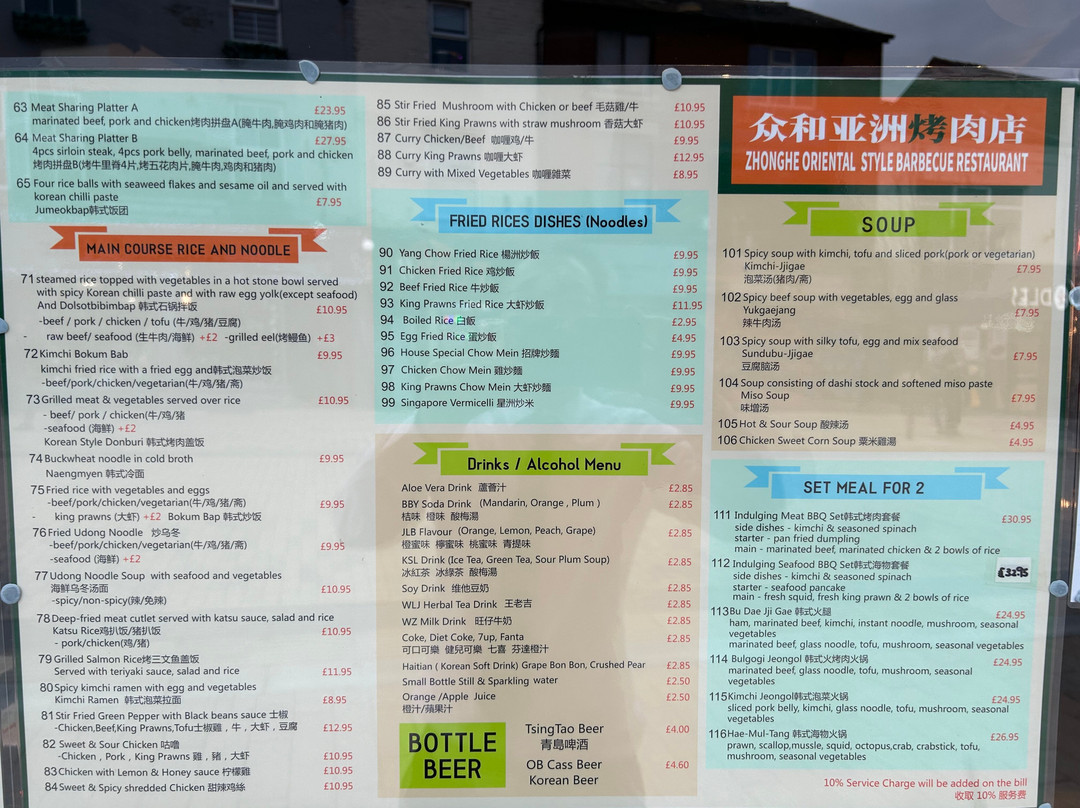 63 Meat Sharing Platter A £23.95
marinated beef, pork and chicken烤肉拼盘A(腌牛肉,腌鸡肉和腌猪肉)
64 Meat Sharing Platter B £27.95
4pcs sirloin steak, 4pcs pork belly, marinated beef, pork and chicken
烤肉拼盘B(烤牛里脊4片,烤五花肉片,腌牛肉,鸡肉和猪肉)
65 Four rice balls with seaweed flakes and sesame oil and served with
korean chilli paste £7.95
Jumeokbap韩式饭团
MAIN COURSE RICE AND NOODLE
71 steamed rice topped with vegetables in a hot stone bowl served
with spicy Korean chilli paste and with raw egg yolk(except seafood)
And Dolsotbibimbap 韩式石锅拌饭 £10.95
-beef / pork / chicken / tofu (牛/鸡/猪/豆腐)
- raw beef/ seafood (生牛肉/海鲜) +£2 -grilled eel(烤鳗鱼) +£3
72 Kimchi Bokum Bab £9.95
kimchi fried rice with a fried egg and韩式泡菜炒饭
-beef/pork/chicken/vegetarian(牛/鸡/猪/斋)
73 Grilled meat & vegetables served over rice £10.95
- beef/ pork / chicken(牛/鸡/猪
-seafood (海鲜) +£2
Korean Style Donburi 韩式烤肉盖饭
74 Buckwheat noodle in cold broth £9.95
Naengmyen 韩式冷面
75 Fried rice with vegetables and eggs
-beef/pork/chicken/vegetarian(牛/鸡/猪/斋) £9.95
- king prawns (大虾) +£2 Bokum Bap 韩式炒饭
76 Fried Udong Noodle 炒乌冬
-beef/pork/chicken/vegetarian(牛/鸡/猪/斋) £9.95
-seafood (海鲜) +£2
77 Udong Noodle Soup with seafood and vegetables
海鲜乌冬汤面 £10.95
-spicy/non-spicy(辣/免辣)
78 Deep-fried meat cutlet served with katsu sauce, salad and rice
Katsu Rice鸡扒饭/猪扒饭 £10.95
- pork/chicken(鸡/猪)
79 Grilled Salmon Rice烤三文鱼盖饭
Served with teriyaki sauce, salad and rice £11.95
80 Spicy kimchi ramen with egg and vegetables
Kimchi Ramen 韩式泡菜拉面 £8.95
81 Stir Fried Green Pepper with Black beans sauce 士椒
-Chicken,Beef,King Prawns,Tofu士椒雞，牛，大虾，豆腐 £12.95
82 Sweet & Sour Chicken 咕噜
-Chicken , Pork , King Prawns 雞，豬，大虾 £10.95
83 Chicken with Lemon & Honey sauce 柠檬雞 £10.95
84 Sweet & Spicy shredded Chicken 甜辣鸡絲 £10.95
85 Stir Fried Mushroom with Chicken or beef 毛菇雞/牛 £10.95
86 Stir Fried King Prawns with straw mushroom 香菇大虾 £10.95
87 Curry Chicken/Beef 咖喱鸡/牛 £9.95
88 Curry King Prawns 咖喱大虾 £12.95
89 Curry with Mixed Vegetables 咖喱雜菜 £8.95
FRIED RICES DISHES (Noodles)
90 Yang Chow Fried Rice 楊洲炒飯 £9.95
91 Chicken Fried Rice 鸡炒飯 £9.95
92 Beef Fried Rice 牛炒飯 £9.95
93 King Prawns Fried Rice 大虾炒飯 £11.95
94 Boiled Rice 白飯 £2.95
95 Egg Fried Rice 蛋炒飯 £4.95
96 House Special Chow Mein 招牌炒麵 £9.95
97 Chicken Chow Mein 雞炒麵 £9.95
98 King Prawns Chow Mein 大虾炒麵 £9.95
99 Singapore Vermicelli 星洲炒米 £9.95
Drinks / Alcohol Menu
Aloe Vera Drink 蘆薈汁 £2.85
BBY Soda Drink (Mandarin, Orange , Plum ) £2.85
桔味 橙味 酸梅湯
JLB Flavour (Orange, Lemon, Peach, Grape) £2.85
橙蜜味 檸蜜味 桃蜜味 青提味
KSL Drink (Ice Tea, Green Tea, Sour Plum Soup) £2.85
冰紅茶 冰綠茶 酸梅湯
Soy Drink 维他豆奶 £2.85
WLJ Herbal Tea Drink 王老吉 £2.85
WZ Milk Drink 旺仔牛奶 £2.85
Coke, Diet Coke, 7up, Fanta £2.85
可口可樂 健兒可樂 七喜 芬達橙汁
Haitian ( Korean Soft Drink) Grape Bon Bon, Crushed Pear £2.85
Small Bottle Still & Sparkling water £2.50
Orange /Apple Juice £2.50
橙汁/蘋果汁
BOTTLE BEER
TsingTao Beer £4.00
青島啤酒
OB Cass Beer £4.60
Korean Beer
众和亚洲烤肉店
ZHONGHE ORIENTAL STYLE BARBECUE RESTAURANT
SOUP
101 Spicy soup with kimchi, tofu and sliced pork(pork or vegetarian)
Kimchi-Jjigae £7.95
泡菜汤(猪肉/斋)
102 Spicy beef soup with vegetables, egg and glass
Yukgaejang £7.95
辣牛肉汤
103 Spicy soup with silky tofu, egg and mix seafood
Sundubu-Jjigae £7.95
豆腐脑汤
104 Soup consisting of dashi stock and softened miso paste
Miso Soup £7.95
味增汤
105 Hot & Sour Soup 酸辣汤 £4.95
106 Chicken Sweet Corn Soup 粟米雞湯 £4.95
SET MEAL FOR 2
111 Indulging Meat BBQ Set韩式烤肉套餐 £30.95
side dishes - kimchi & seasoned spinach
starter - pan fried dumpling
main - marinated beef, marinated chicken & 2 bowls of rice
112 Indulging Seafood BBQ Set韩式海物套餐 £32.95
side dishes - kimchi & seasoned spinach
starter - seafood pancake
main - fresh squid, fresh king prawn & 2 bowls of rice
113 Bu Dae Ji Gae 韩式火腿 £24.95
ham, marinated beef, kimchi, instant noodle, mushroom, seasonal
vegetables
marinated beef, glass noodle, tofu, mushroom, seasonal vegetables
114 Bulgogi Jeongol 韩式火烤肉火锅 £24.95
marinated beef, glass noodle, tofu, mushroom, seasonal
vegetables
115 Kimchi Jeongol韩式泡菜火锅 £24.95
sliced pork belly, kimchi, glass noodle, tofu, mushroom, seasonal
vegetables
116 Hae-Mul-Tang 韩式海物火锅 £26.95
prawn, scallop,mussle, squid, octopus,crab, crabstick, tofu,
mushroom, seasonal vegetables
10% Service Charge will be added on the bill
收取 10% 服务费